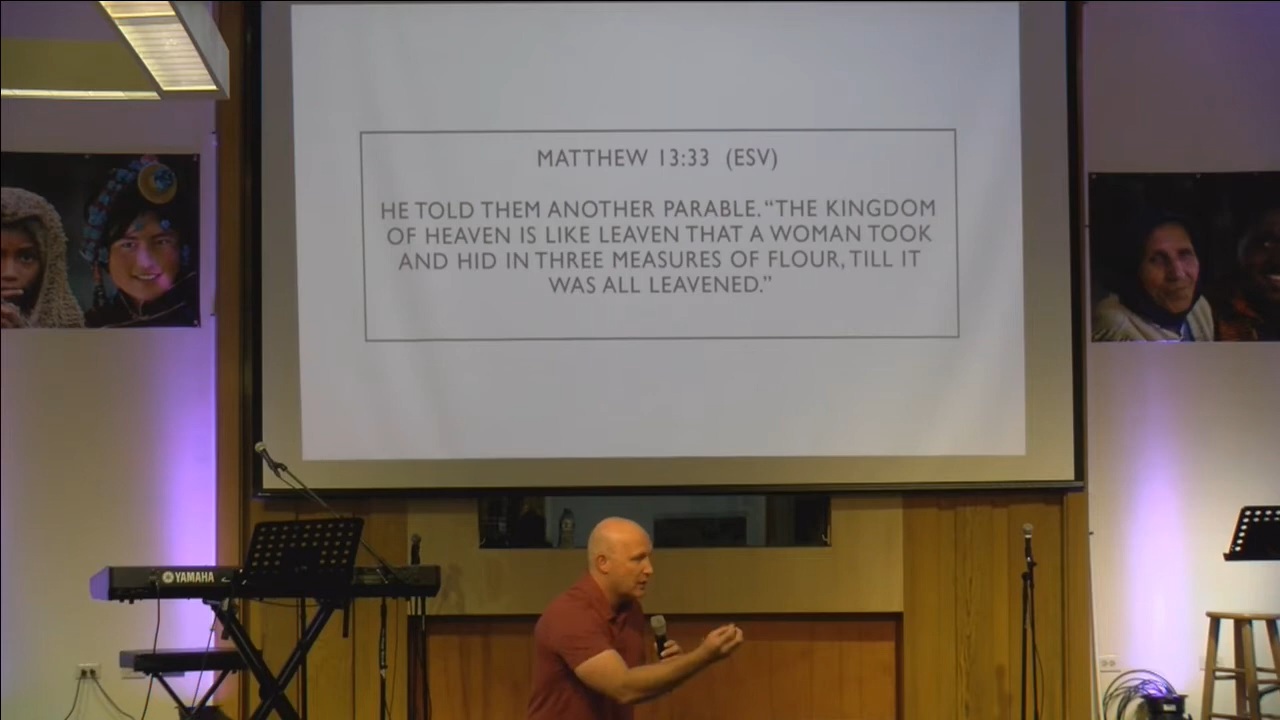 MATTHEW 13:33 (ESV)
HE TOLD THEM ANOTHER PARABLE. “THE KINGDOM
OF HEAVEN IS LIKE LEAVEN THAT A WOMAN TOOK
AND HID IN THREE MEASURES OF FLOUR, TILL IT
WAS ALL LEAVENED.”
YAMAHA